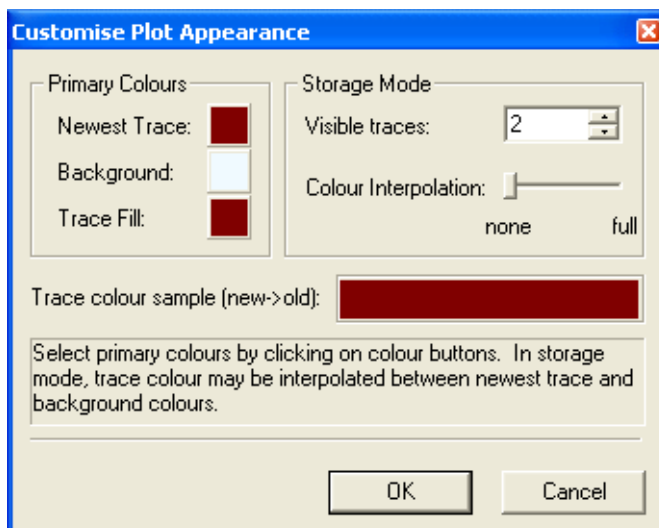 Customise Plot Appearance
Primary Colours
Newest Trace:
Background:
Trace Fill:
Storage Mode
Visible traces: 2
Colour Interpolation:
none full
Trace colour sample (new->old):
Select primary colours by clicking on colour buttons. In storage
mode, trace colour may be interpolated between newest trace and
background colours.
OK Cancel